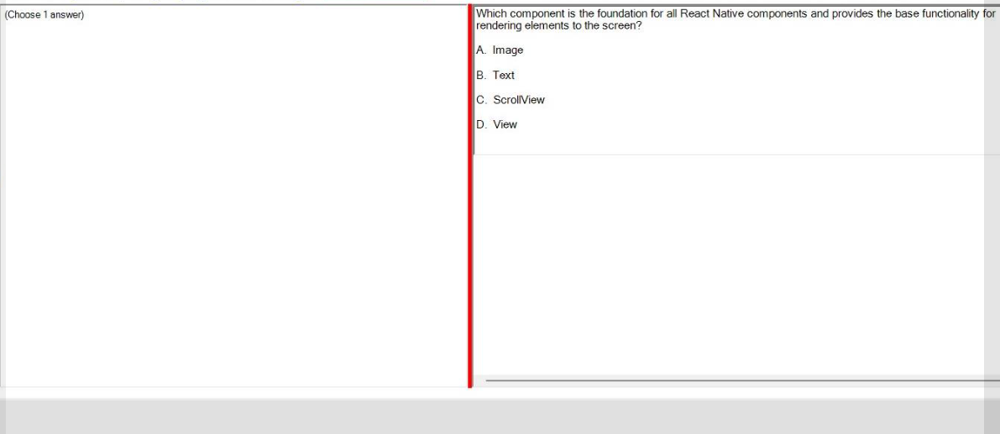 (Choose 1 answer)
Which component is the foundation for all React Native components and provides the base functionality for
rendering elements to the screen?
A. Image
B. Text
C. ScrollView
D. View